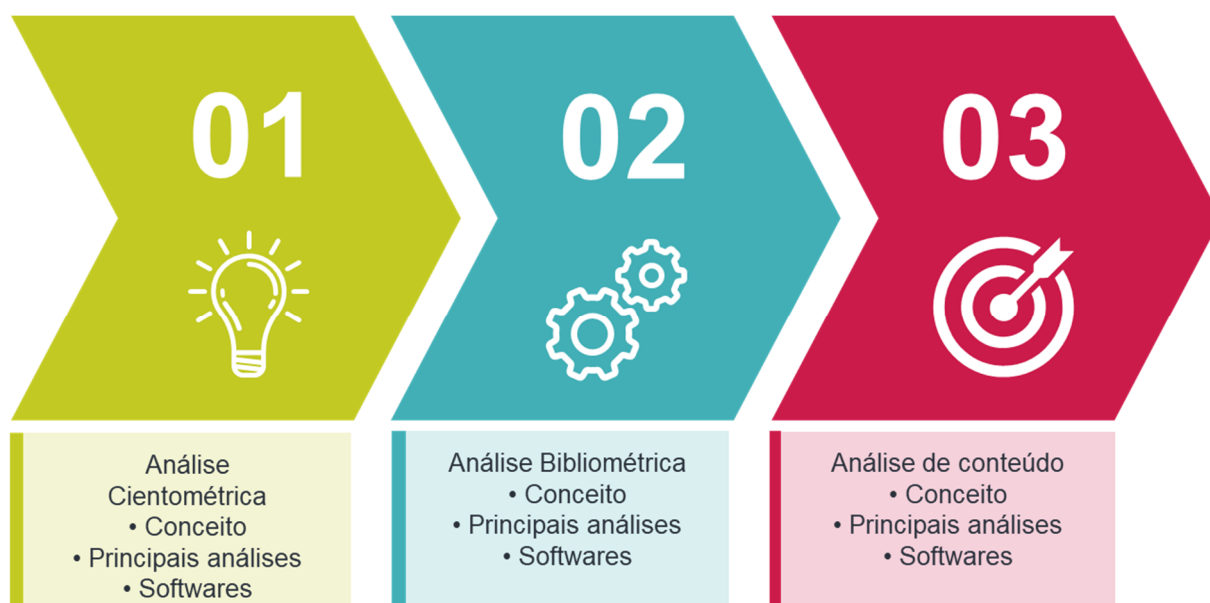 01
Análise
Cientométrica
• Conceito
• Principais análises
• Softwares
02
Análise Bibliométrica
• Conceito
• Principais análises
• Softwares
03
Análise de conteúdo
• Conceito
• Principais análises
• Softwares